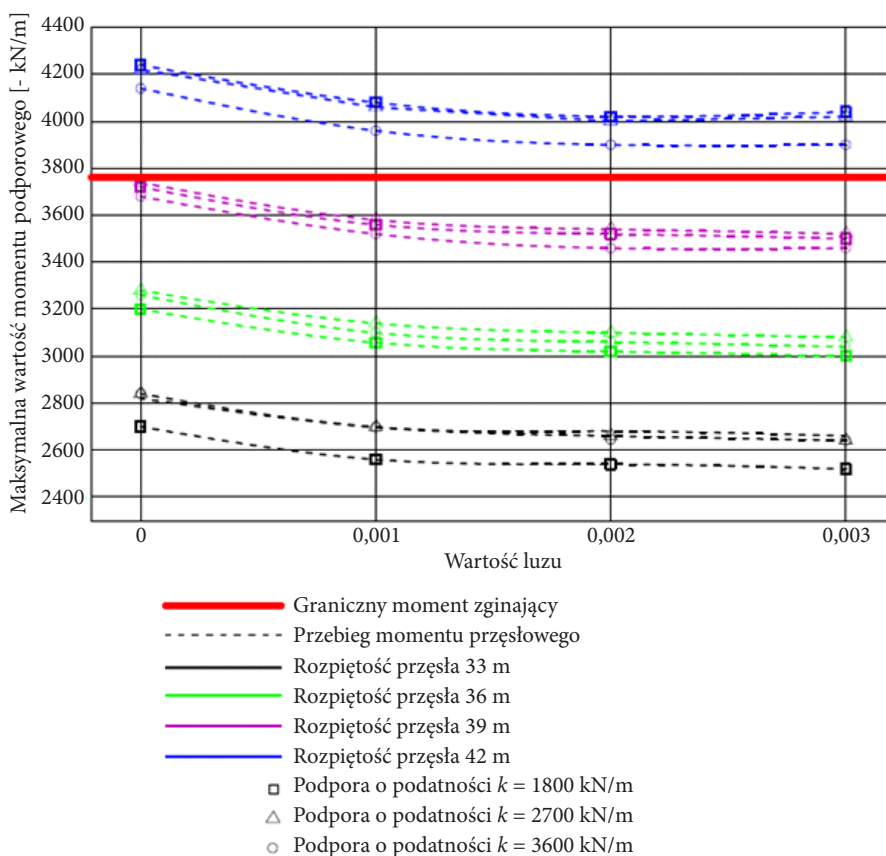 Maksymalna wartość momentu podporowego [- kN/m]
4400
4200
4000
3800
3600
3400
3200
3000
2800
2600
2400
0
0,001
0,002
0,003
Wartość luzu
Graniczny moment zginający
Przebieg momentu przęsłowego
Rozpiętość przęsła 33 m
Rozpiętość przęsła 36 m
Rozpiętość przęsła 39 m
Rozpiętość przęsła 42 m
Podpora o podatności k = 1800 kN/m
Podpora o podatności k = 2700 kN/m
Podpora o podatności k = 3600 kN/m